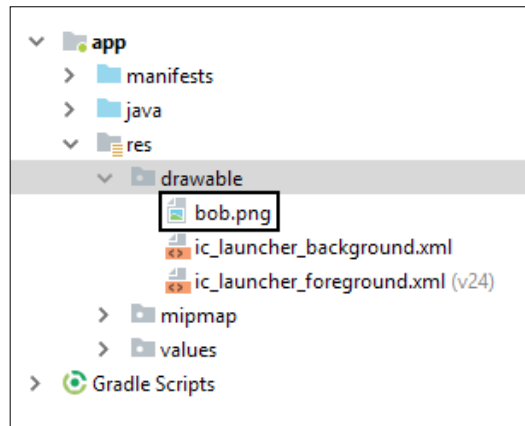 app
manifests
java
res
drawable
bob.png
ic_launcher_background.xml
ic_launcher_foreground.xml (v24)
mipmap
values
Gradle Scripts